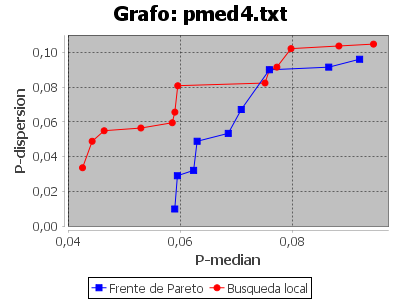 Grafo: pmed4.txt
P-dispersion
0,10
0,08
0,06
0,04
0,02
0,00
0,04 0,06 0,08
P-median
Frente de Pareto Busqueda local